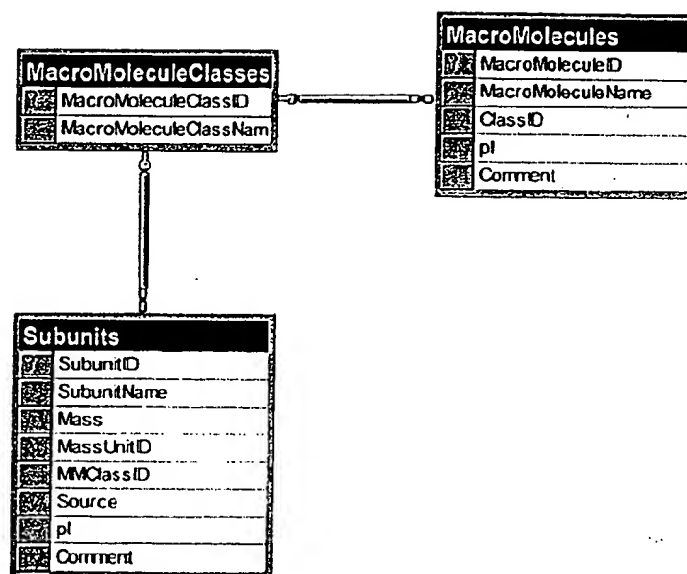 MacroMoleculeClasses
MacroMoleculeClassID
MacroMoleculeClassNam
MacroMolecules
MacroMoleculeID
MacroMoleculeName
ClassID
pI
Comment
Subunits
SubunitID
SubunitName
Mass
MassUnitID
MMClassID
Source
pI
Comment